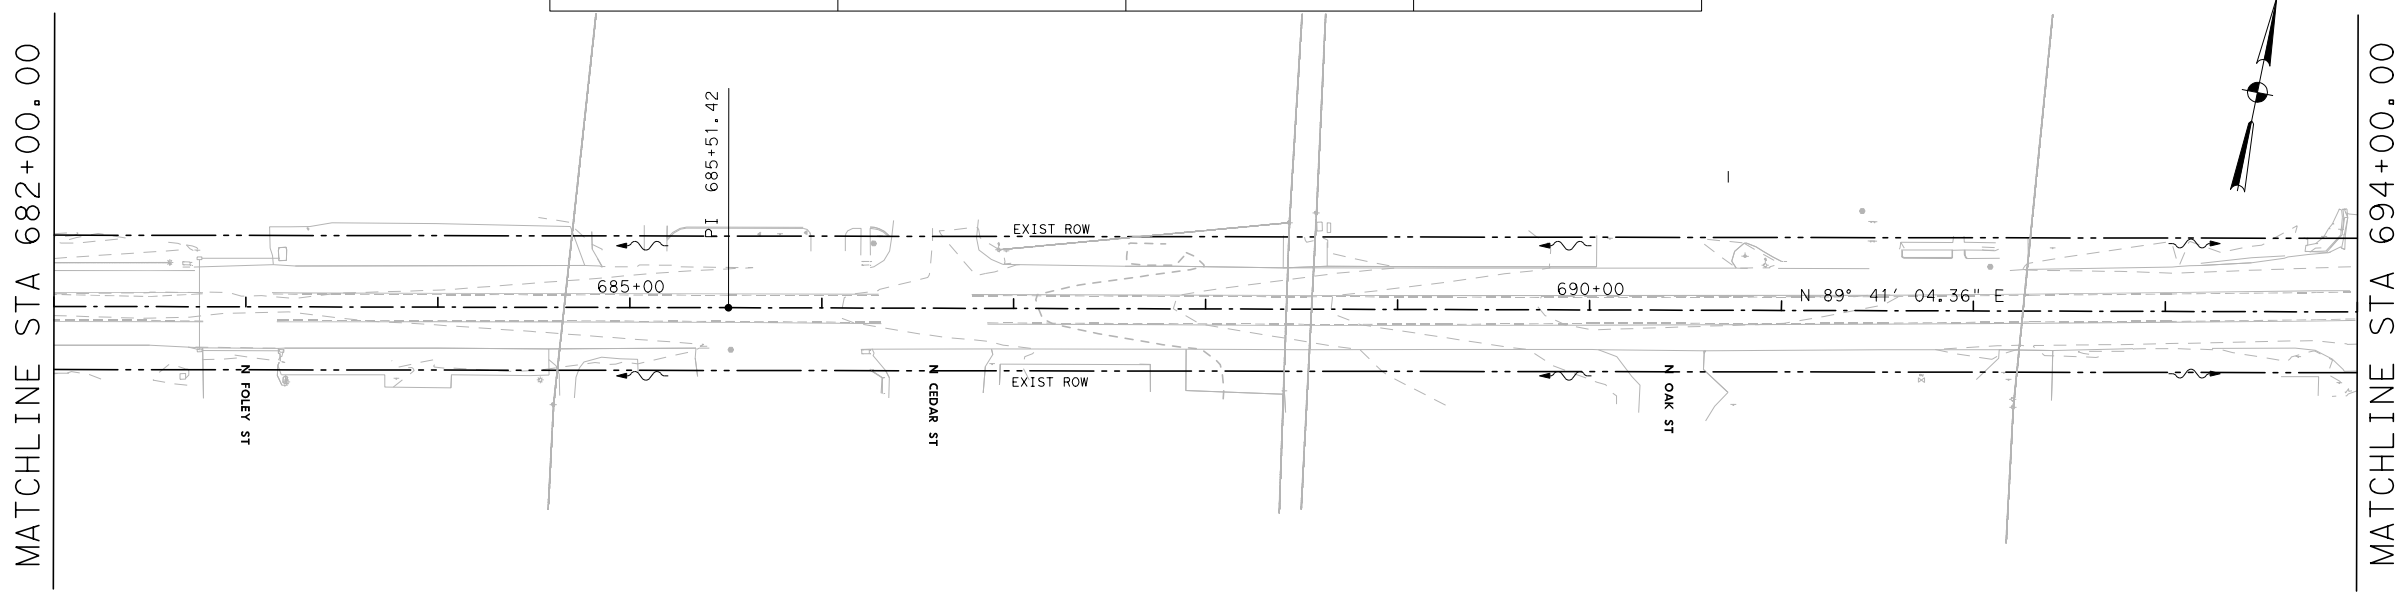 MATCHLINE STA 682+00.00
PI 685+51.42
EXIST ROW
685+00
690+00
N 89° 41' 04.36" E
EXIST ROW
N FOLEY ST
N CEDAR ST
N OAK ST
MATCHLINE STA 694+00.00